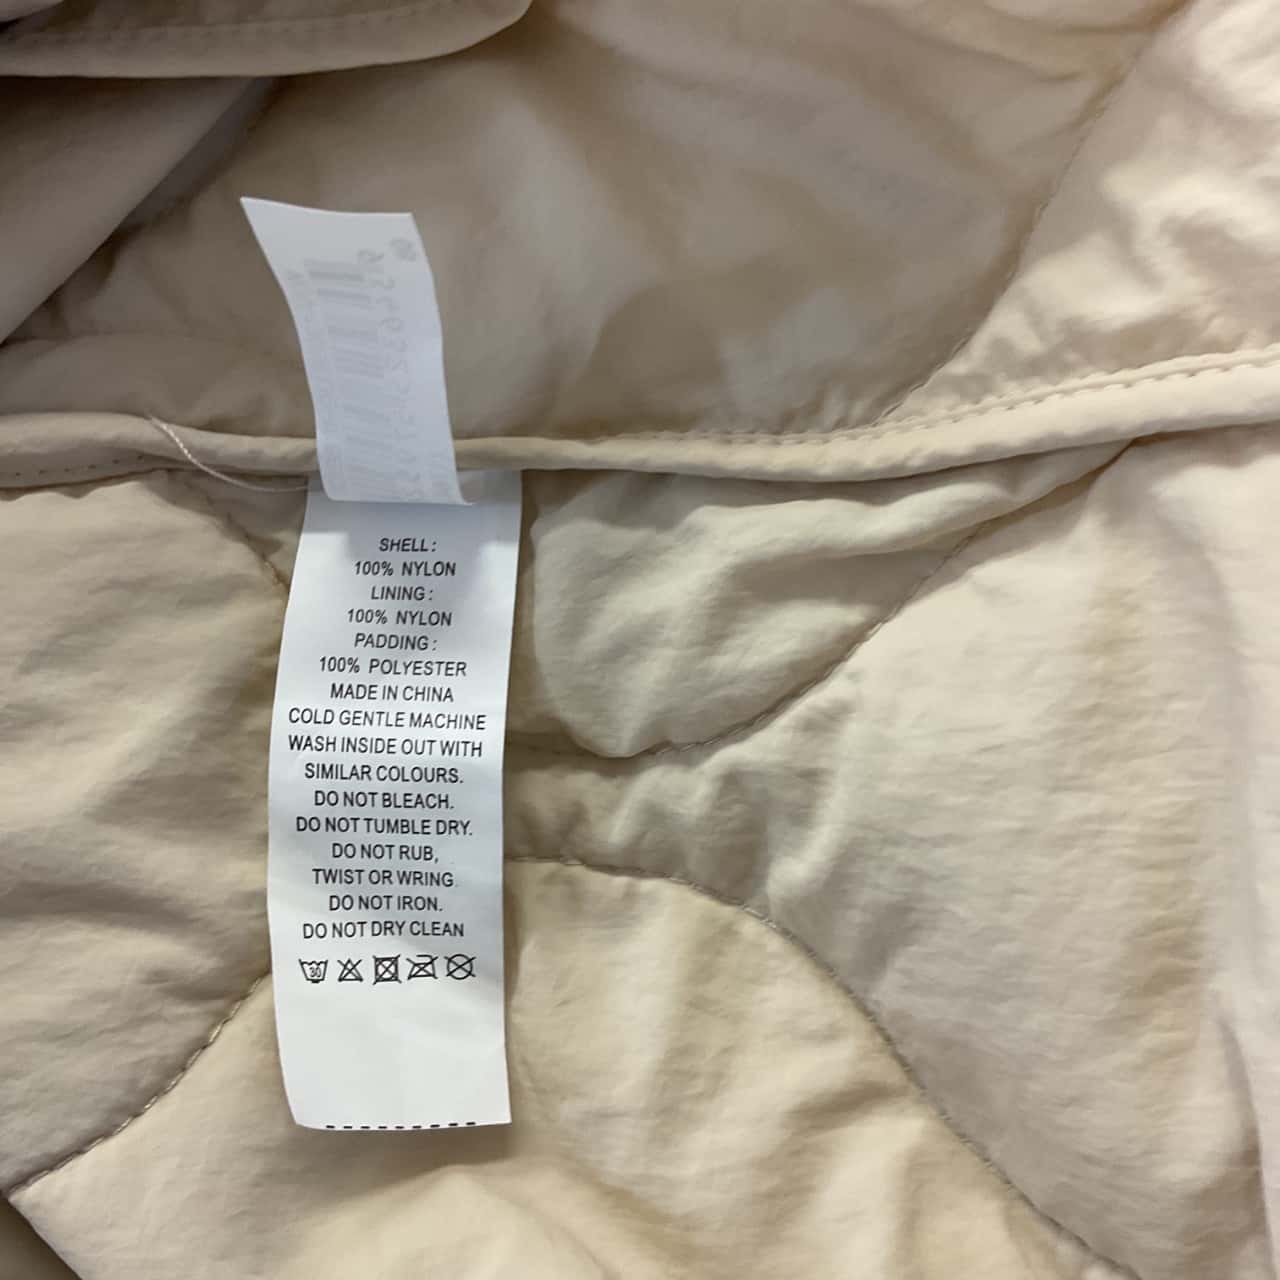 SHELL:
100% NYLON
LINING:
100% NYLON
PADDING:
100% POLYESTER
MADE IN CHINA
COLD GENTLE MACHINE
WASH INSIDE OUT WITH
SIMILAR COLOURS.
DO NOT BLEACH.
DO NOT TUMBLE DRY.
DO NOT RUB,
TWIST OR WRING
DO NOT IRON.
DO NOT DRY CLEAN
30